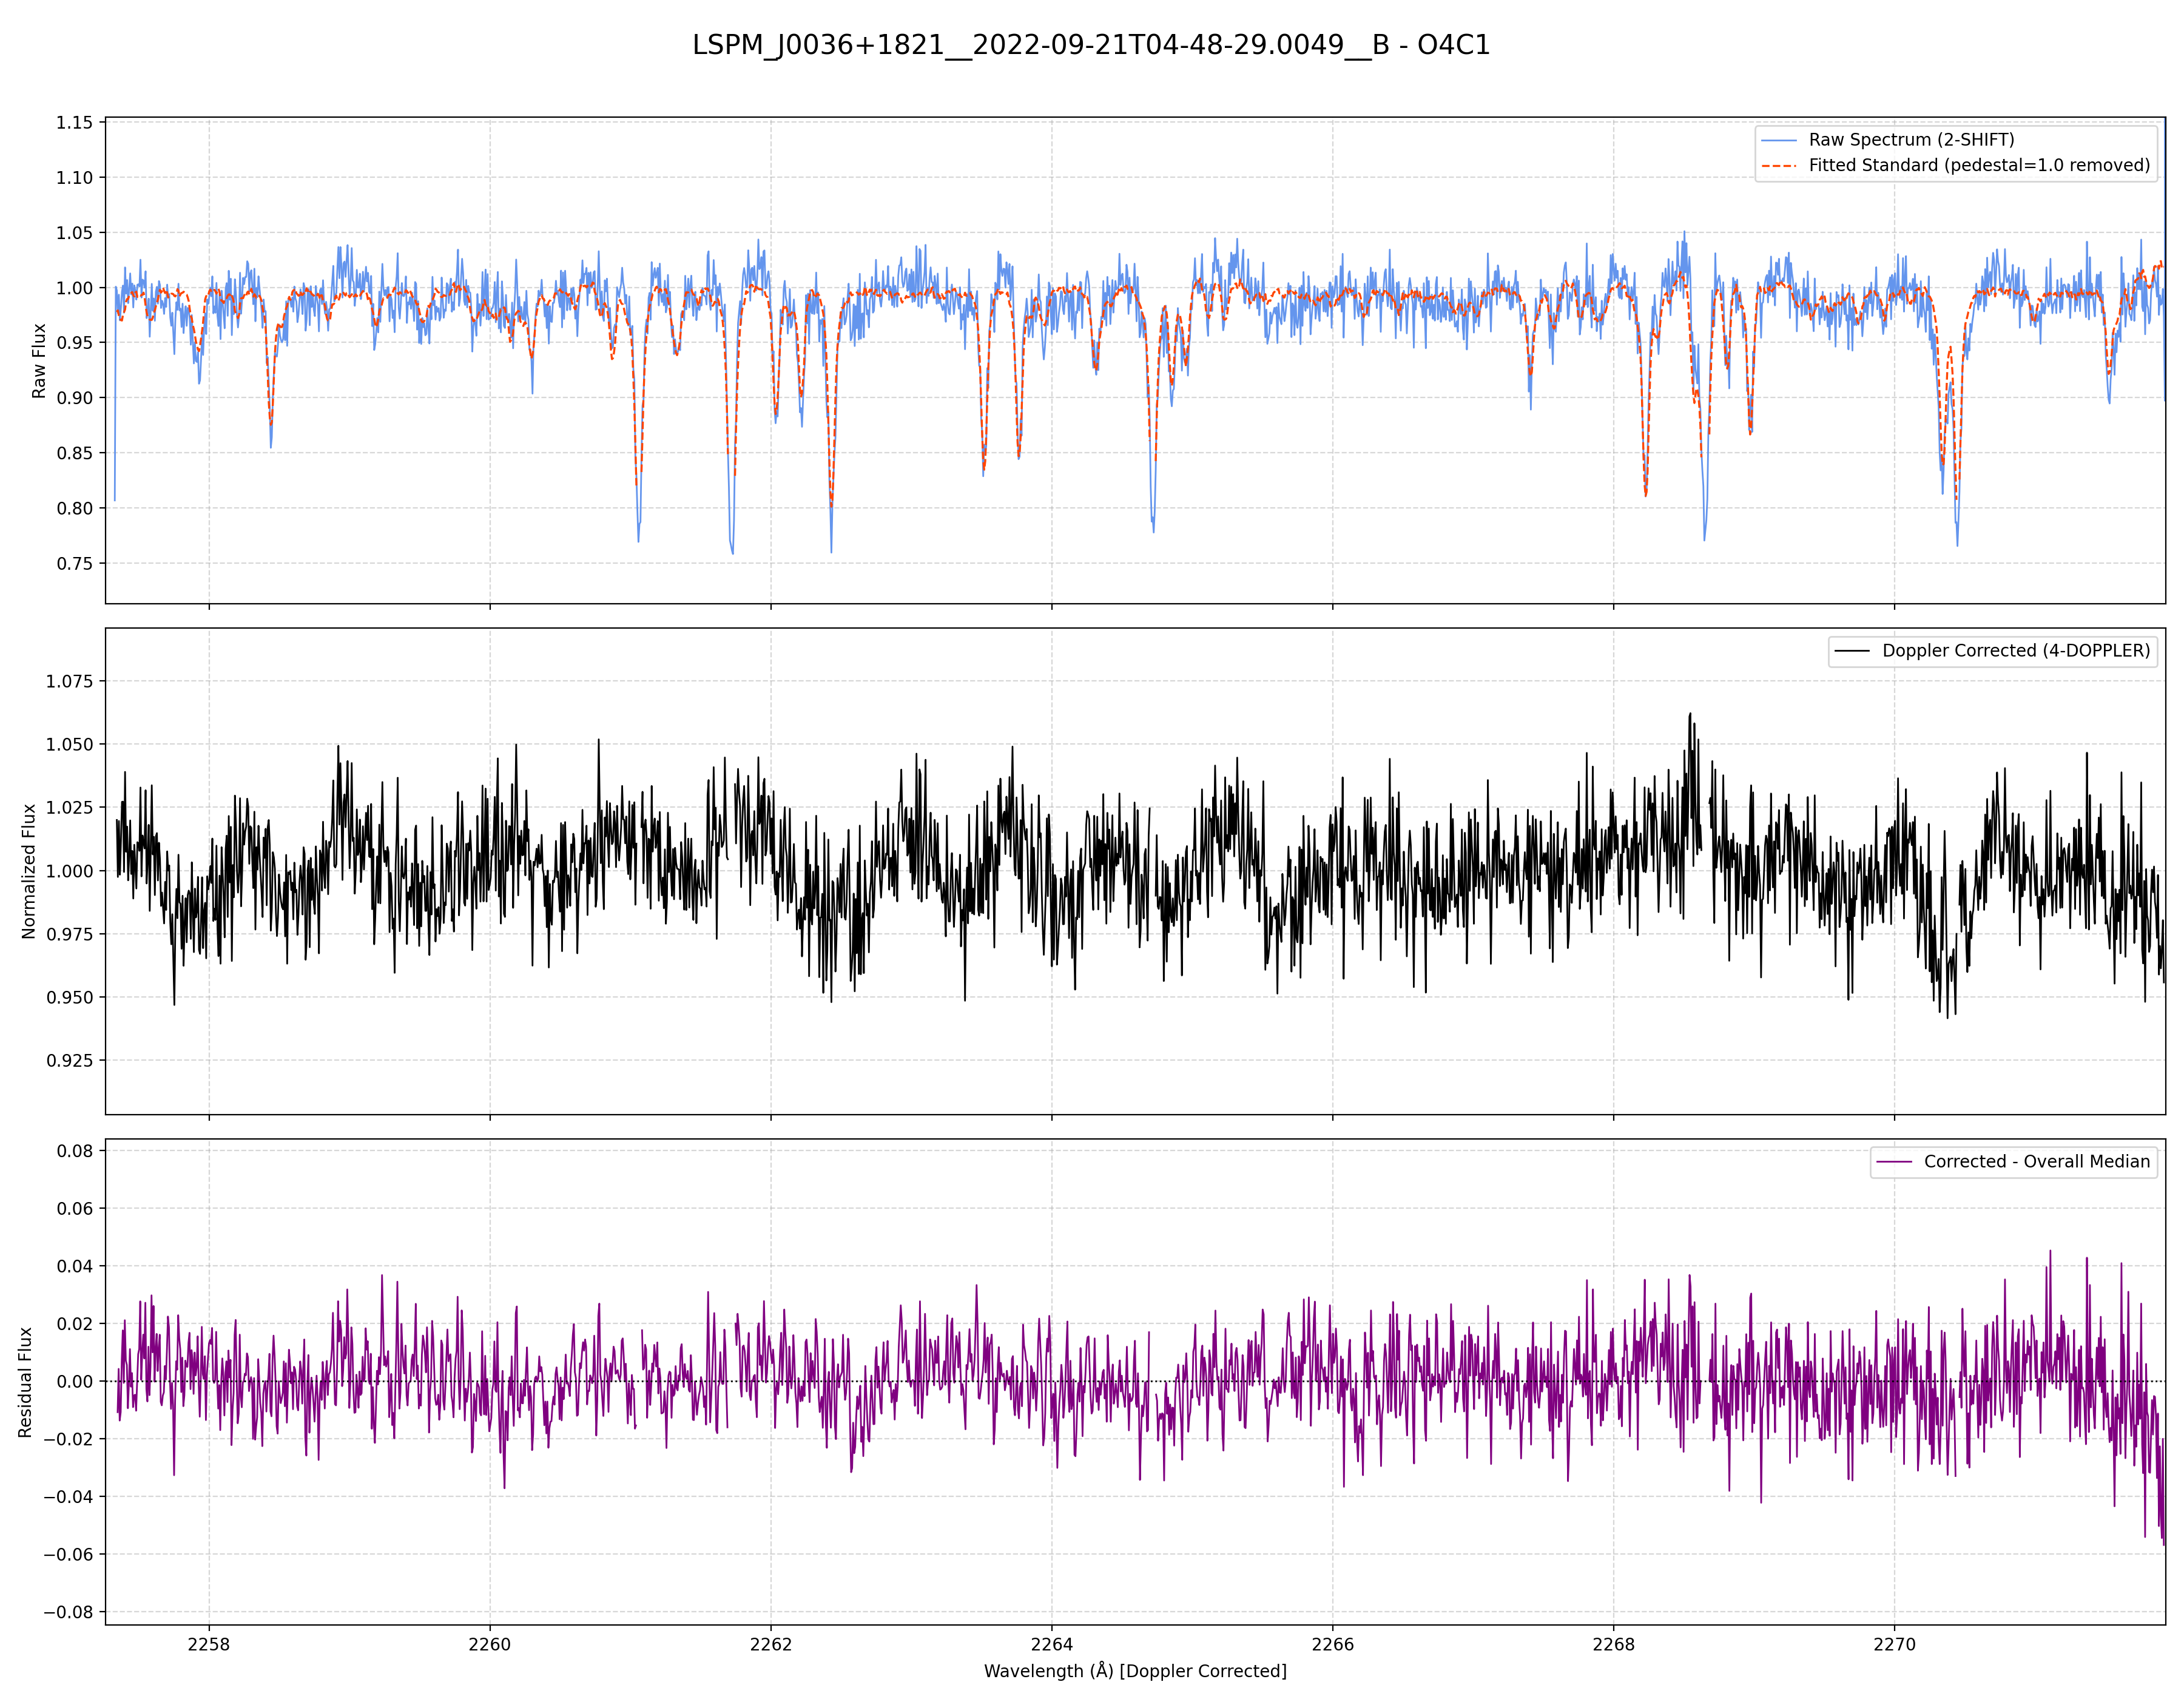 LSPM_J0036+1821__2022-09-21T04-48-29.0049__B - O4C1
1.15
1.10
1.05
1.00
0.95
0.90
0.85
0.80
0.75
Raw Flux
Raw Spectrum (2-SHIFT)
Fitted Standard (pedestal=1.0 removed)
1.075
1.050
1.025
1.000
0.975
0.950
0.925
Normalized Flux
Doppler Corrected (4-DOPPLER)
0.08
0.06
0.04
0.02
0.00
−0.02
−0.04
−0.06
−0.08
Residual Flux
Corrected - Overall Median
2258 2260 2262 2264 2266 2268 2270
Wavelength (Å) [Doppler Corrected]